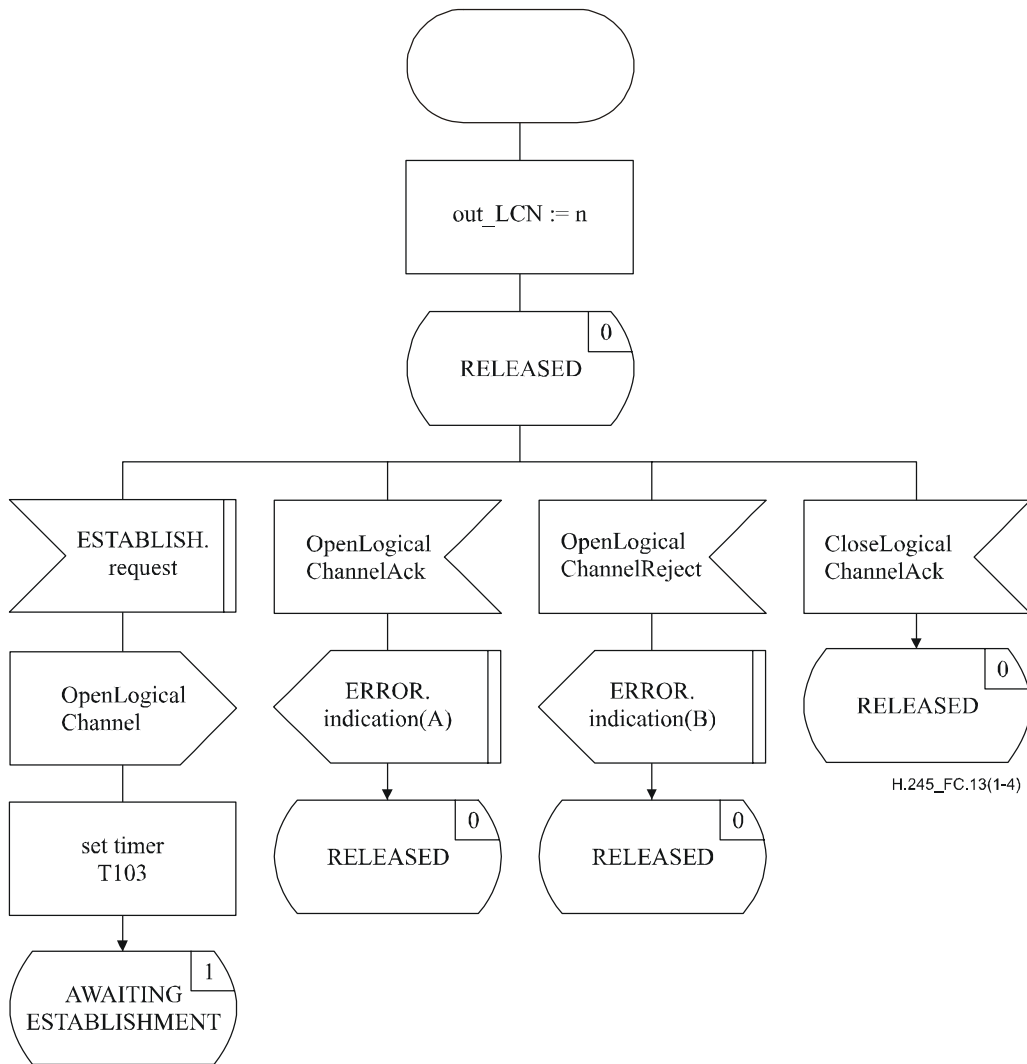 out_LCN := n
0
RELEASED
ESTABLISH.
request
OpenLogical
ChannelAck
OpenLogical
ChannelReject
CloseLogical
ChannelAck
OpenLogical
Channel
ERROR.
indication(A)
ERROR.
indication(B)
0
RELEASED
H.245_FC.13(1-4)
set timer
T103
0
RELEASED
0
RELEASED
1
AWAITING
ESTABLISHMENT